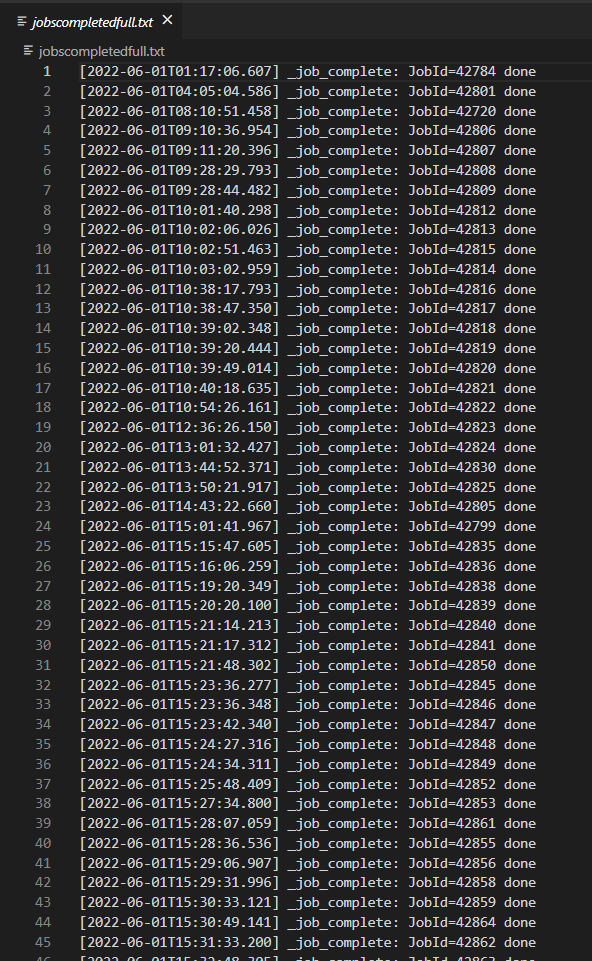 jobscompletedfull.txt
jobscompletedfull.txt
1 [2022-06-01T01:17:06.607] _job_complete: JobId=42784 done
2 [2022-06-01T04:05:04.586] _job_complete: JobId=42801 done
3 [2022-06-01T08:10:51.458] _job_complete: JobId=42720 done
4 [2022-06-01T09:10:36.954] _job_complete: JobId=42806 done
5 [2022-06-01T09:11:20.396] _job_complete: JobId=42807 done
6 [2022-06-01T09:28:29.793] _job_complete: JobId=42808 done
7 [2022-06-01T09:28:44.482] _job_complete: JobId=42809 done
8 [2022-06-01T10:01:40.298] _job_complete: JobId=42812 done
9 [2022-06-01T10:02:06.026] _job_complete: JobId=42813 done
10 [2022-06-01T10:02:51.463] _job_complete: JobId=42815 done
11 [2022-06-01T10:03:02.959] _job_complete: JobId=42814 done
12 [2022-06-01T10:38:17.793] _job_complete: JobId=42816 done
13 [2022-06-01T10:38:47.350] _job_complete: JobId=42817 done
14 [2022-06-01T10:39:02.348] _job_complete: JobId=42818 done
15 [2022-06-01T10:39:20.444] _job_complete: JobId=42819 done
16 [2022-06-01T10:39:49.014] _job_complete: JobId=42820 done
17 [2022-06-01T10:40:18.635] _job_complete: JobId=42821 done
18 [2022-06-01T10:54:26.161] _job_complete: JobId=42822 done
19 [2022-06-01T12:36:26.150] _job_complete: JobId=42823 done
20 [2022-06-01T13:01:32.427] _job_complete: JobId=42824 done
21 [2022-06-01T13:44:52.371] _job_complete: JobId=42830 done
22 [2022-06-01T13:50:21.917] _job_complete: JobId=42825 done
23 [2022-06-01T14:43:22.660] _job_complete: JobId=42805 done
24 [2022-06-01T15:01:41.967] _job_complete: JobId=42799 done
25 [2022-06-01T15:15:47.605] _job_complete: JobId=42835 done
26 [2022-06-01T15:16:06.259] _job_complete: JobId=42836 done
27 [2022-06-01T15:19:20.349] _job_complete: JobId=42838 done
28 [2022-06-01T15:20:20.100] _job_complete: JobId=42839 done
29 [2022-06-01T15:21:14.213] _job_complete: JobId=42840 done
30 [2022-06-01T15:21:17.312] _job_complete: JobId=42841 done
31 [2022-06-01T15:21:48.302] _job_complete: JobId=42850 done
32 [2022-06-01T15:23:36.277] _job_complete: JobId=42845 done
33 [2022-06-01T15:23:36.348] _job_complete: JobId=42846 done
34 [2022-06-01T15:23:42.340] _job_complete: JobId=42847 done
35 [2022-06-01T15:24:27.316] _job_complete: JobId=42848 done
36 [2022-06-01T15:24:34.311] _job_complete: JobId=42849 done
37 [2022-06-01T15:25:48.409] _job_complete: JobId=42852 done
38 [2022-06-01T15:27:34.800] _job_complete: JobId=42853 done
39 [2022-06-01T15:28:07.059] _job_complete: JobId=42861 done
40 [2022-06-01T15:28:36.536] _job_complete: JobId=42855 done
41 [2022-06-01T15:29:06.907] _job_complete: JobId=42856 done
42 [2022-06-01T15:29:31.996] _job_complete: JobId=42858 done
43 [2022-06-01T15:30:33.121] _job_complete: JobId=42859 done
44 [2022-06-01T15:30:49.141] _job_complete: JobId=42864 done
45 [2022-06-01T15:31:33.200] _job_complete: JobId=42862 done